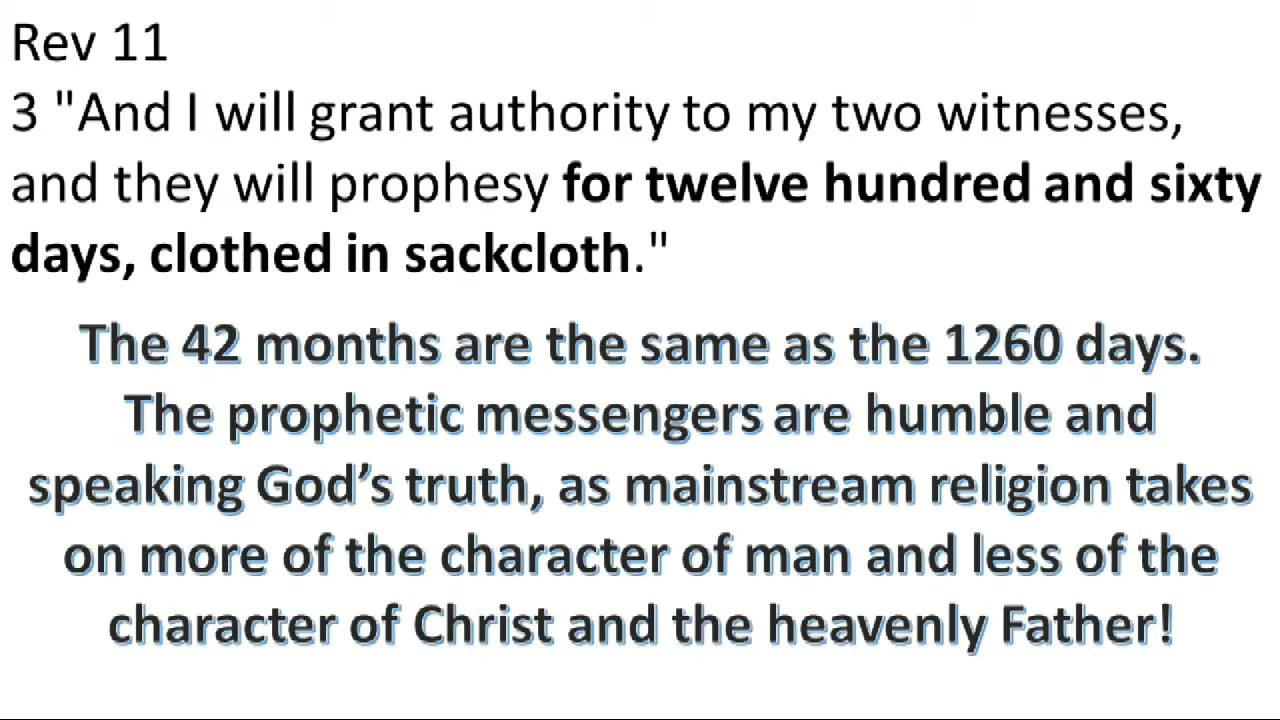 Rev 11
3 "And I will grant authority to my two witnesses,
and they will prophesy for twelve hundred and sixty
days, clothed in sackcloth."
The 42 months are the same as the 1260 days.
The prophetic messengers are humble and
speaking God’s truth, as mainstream religion takes
on more of the character of man and less of the
character of Christ and the heavenly Father!